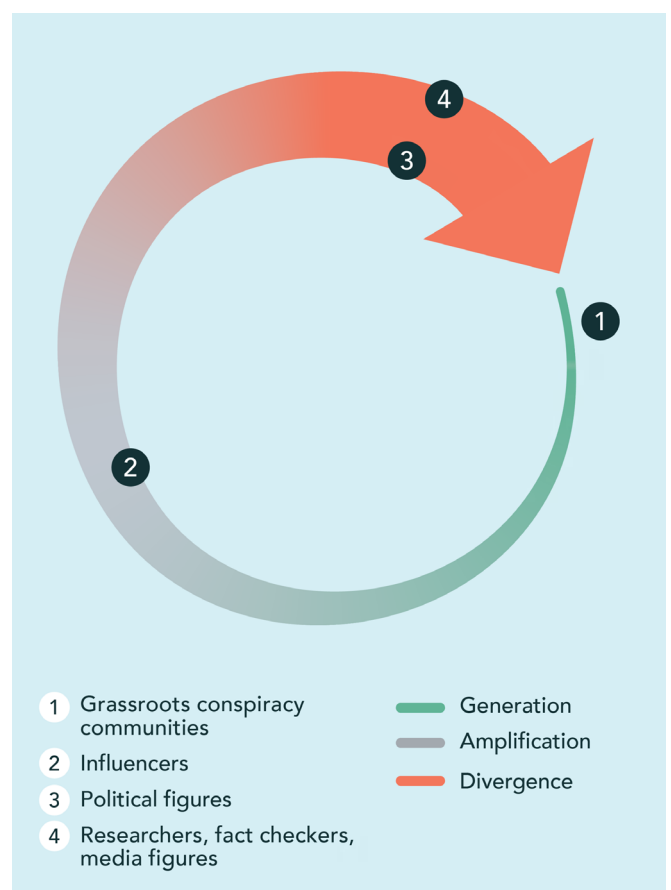 4
3
1
2
1 Grassroots conspiracy
communities
2 Influencers
3 Political figures
4 Researchers, fact checkers,
media figures
Generation
Amplification
Divergence